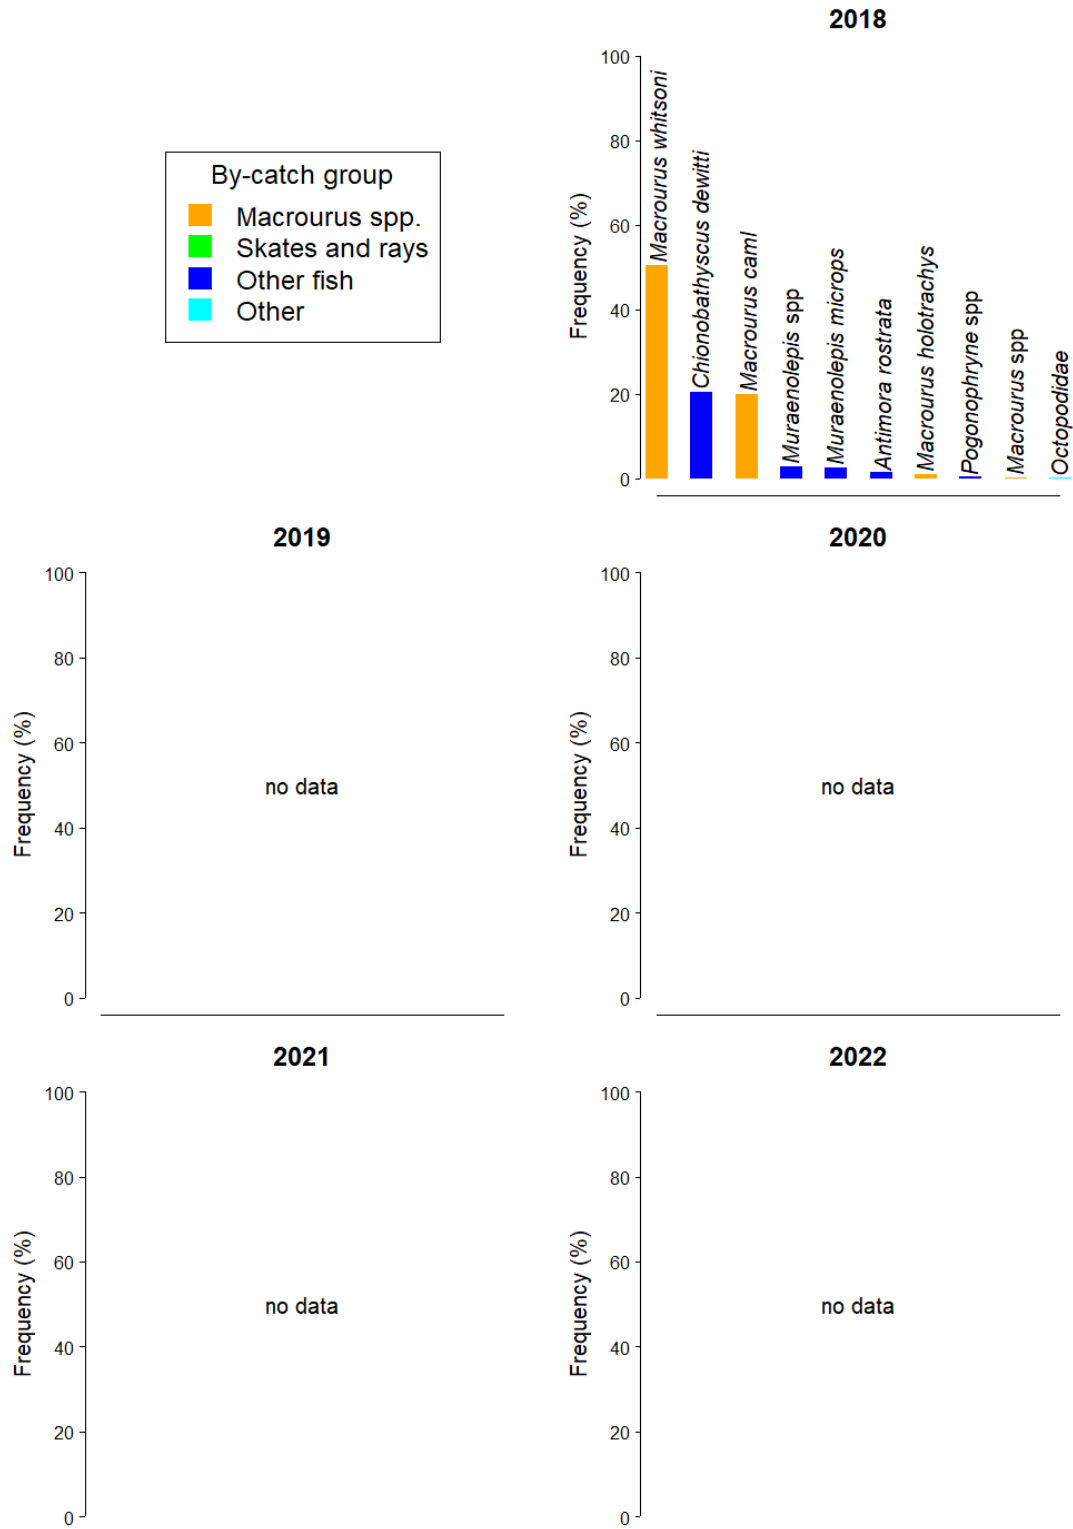 2018
By-catch group
Macrourus spp.
Skates and rays
Other fish
Other
Frequency (%)
100
80
60
40
20
0
Macrourus whitsoni
Chionobathyscus dewitti
Macrourus caml
Muraenolepis spp
Muraenolepis microps
Antimora rostrata
Macrourus holotrachys
Pogonophryne spp
Macrourus spp
Octopodidae
2019
Frequency (%)
100
80
60
40
20
0
no data
2020
Frequency (%)
100
80
60
40
20
0
no data
2021
Frequency (%)
100
80
60
40
20
0
no data
2022
Frequency (%)
100
80
60
40
20
0
no data